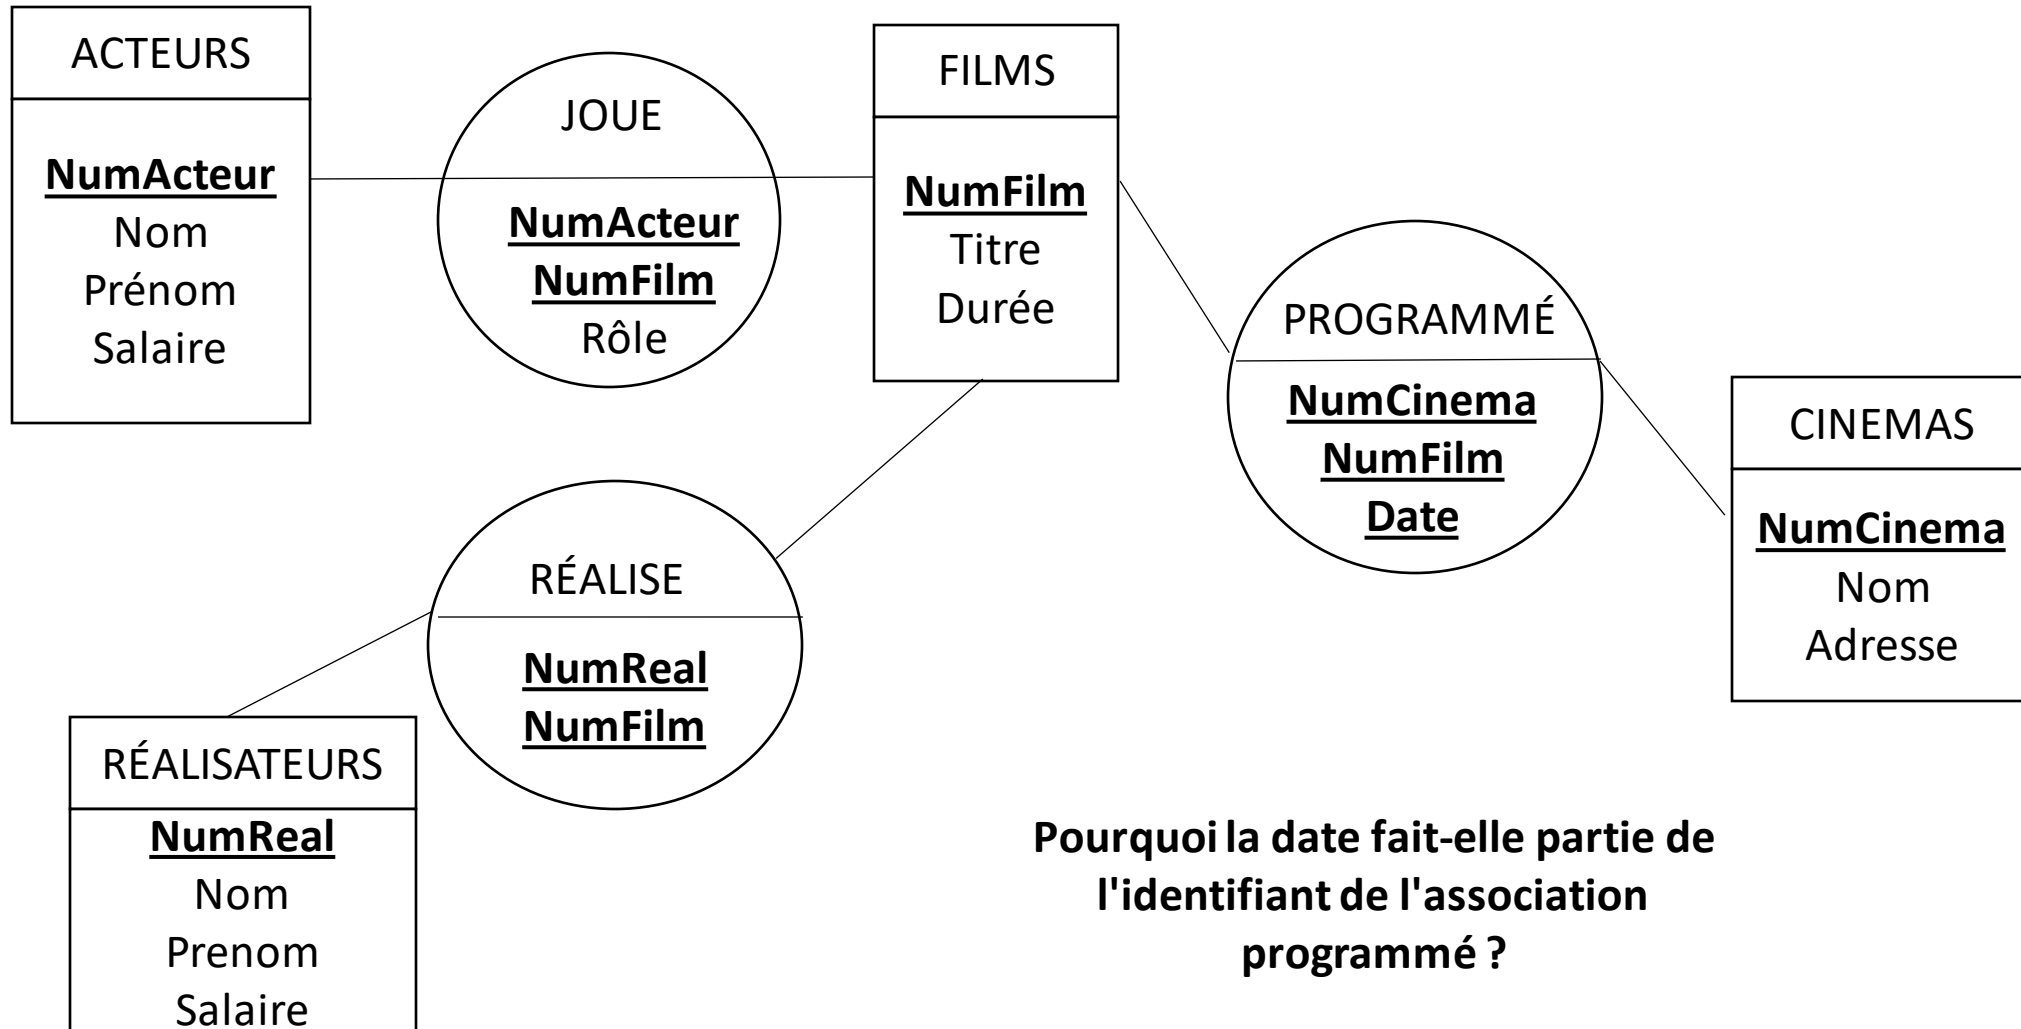 ACTEURS
NumActeur
Nom
Prénom
Salaire
JOUE
NumActeur
NumFilm
Rôle
FILMS
NumFilm
Titre
Durée
PROGRAMMÉ
NumCinema
NumFilm
Date
CINEMAS
NumCinema
Nom
Adresse
RÉALISE
NumReal
NumFilm
RÉALISATEURS
NumReal
Nom
Prenom
Salaire
Pourquoi la date fait-elle partie de
l'identifiant de l'association
programmé ?